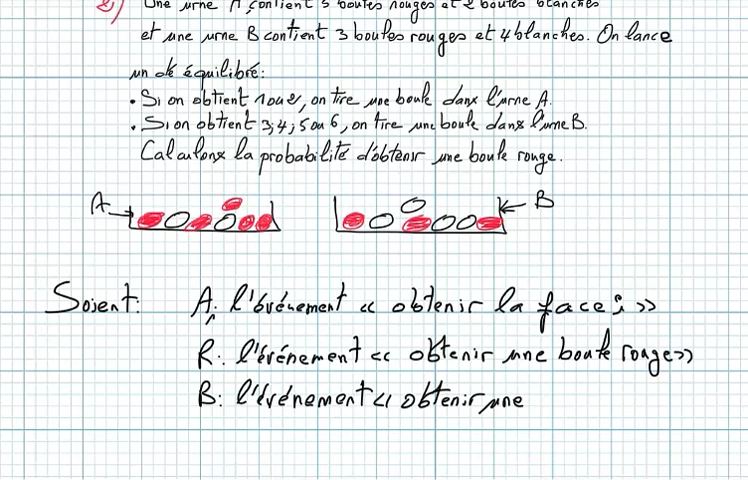 2) Une urne A contient 5 boules rouges et 2 boules blanches
et une urne B contient 3 boules rouges et 4 blanches. On lance
un dé équilibré:
• Si on obtient 1 ou 2, on tire une boule dans l'urne A.
• Si on obtient 3; 4; 5 ou 6, on tire une boule dans l'urne B.
Calculons la probabilité d'obtenir une boule rouge.
A B
Soient: Ai: l'événement << obtenir la face i >>
R: l'événement << obtenir une boule rouge >>
B: l'événement << obtenir une